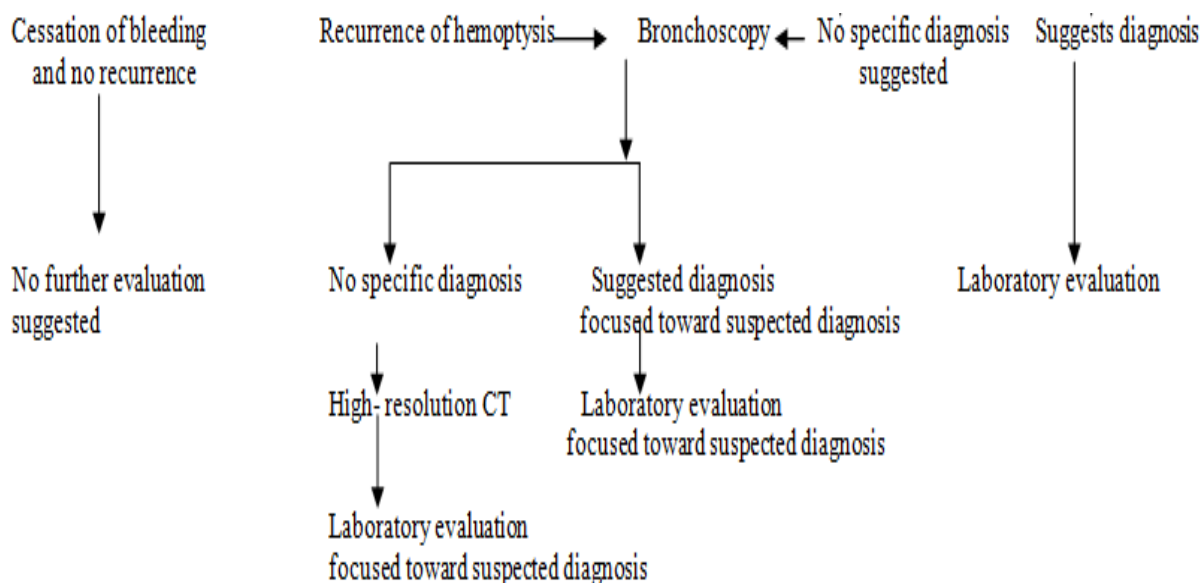 Cessation of bleeding
and no recurrence
Recurrence of hemoptysis
Bronchoscopy
No specific diagnosis
suggested
Suggests diagnosis
No further evaluation
suggested
No specific diagnosis
Suggested diagnosis
focused toward suspected diagnosis
Laboratory evaluation
High- resolution CT
Laboratory evaluation
focused toward suspected diagnosis
Laboratory evaluation
focused toward suspected diagnosis